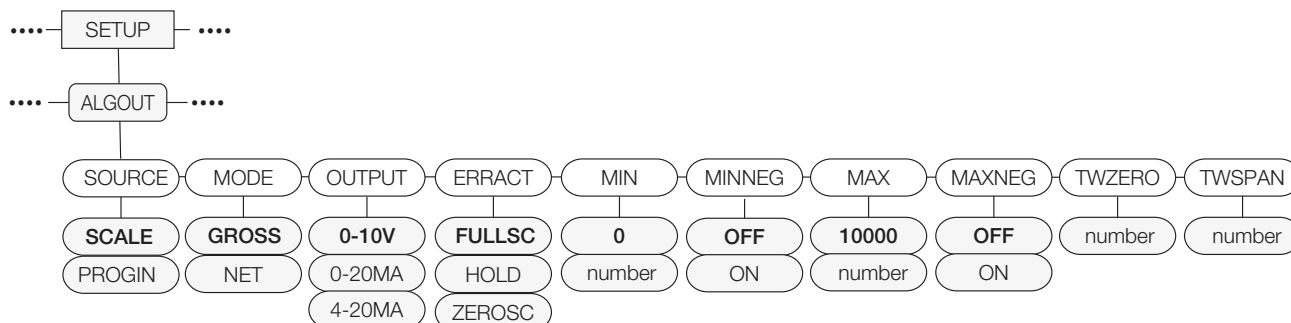 SETUP
ALGOUT
SOURCE MODE OUTPUT ERRACT MIN MINNEG MAX MAXNEG TWZERO TWSPAN
SCALE GROSS 0-10V FULLSC 0 OFF 10000 OFF number number
PROGIN NET 0-20MA HOLD number ON number ON
4-20MA ZEROSC